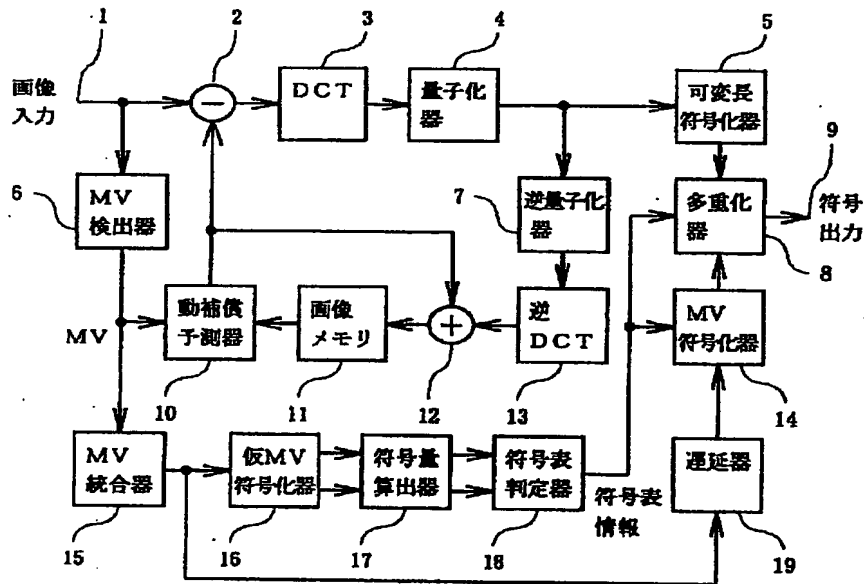 1
2
3
4
5
画像
入力
−
DCT
量子化
器
可変長
符号化器
9
6
MV
検出器
7
逆量子化
器
多重化
器
符号
出力
8
MV
動補償
予測器
画像
メモリ
+
逆
DCT
MV
符号化器
10
11
12
13
14
MV
統合器
仮MV
符号化器
符号量
算出器
符号表
判定器
符号表
情報
遅延器
15
16
17
18
19